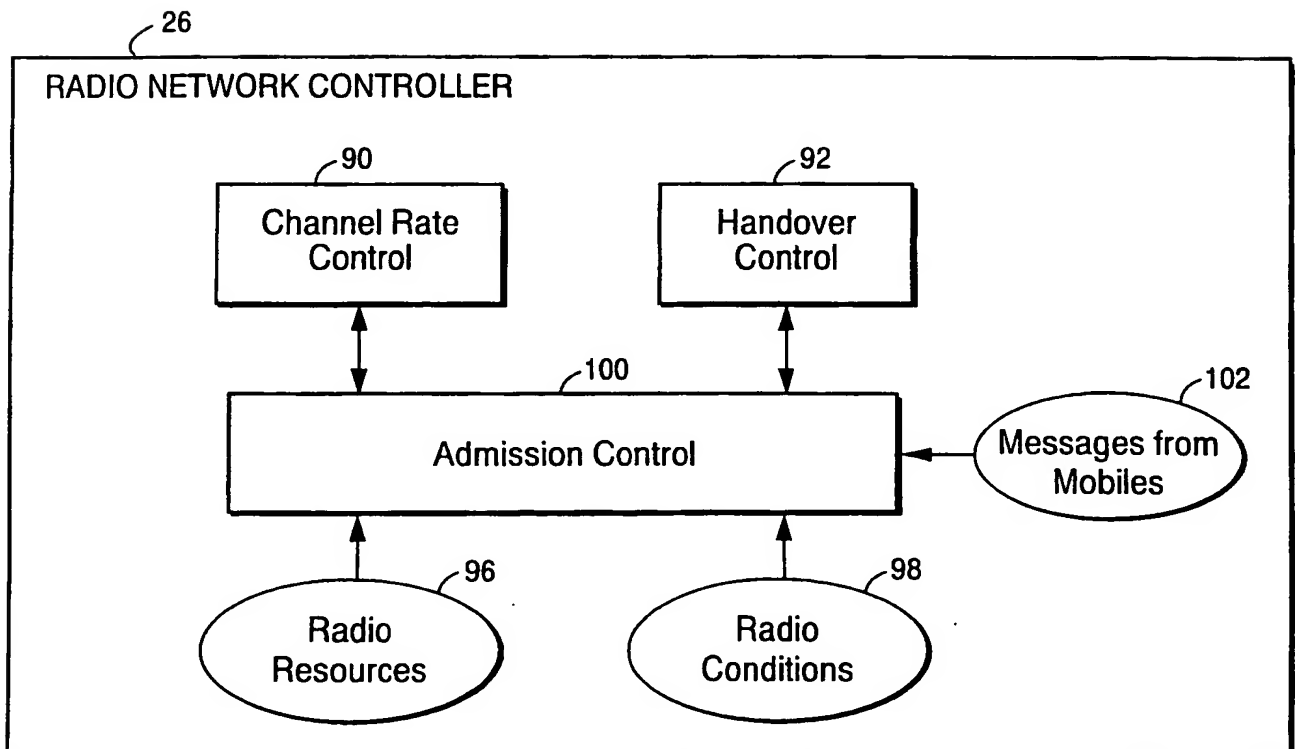 26
RADIO NETWORK CONTROLLER
90
Channel Rate
Control
92
Handover
Control
100
Admission Control
102
Messages from
Mobiles
96
Radio
Resources
98
Radio
Conditions